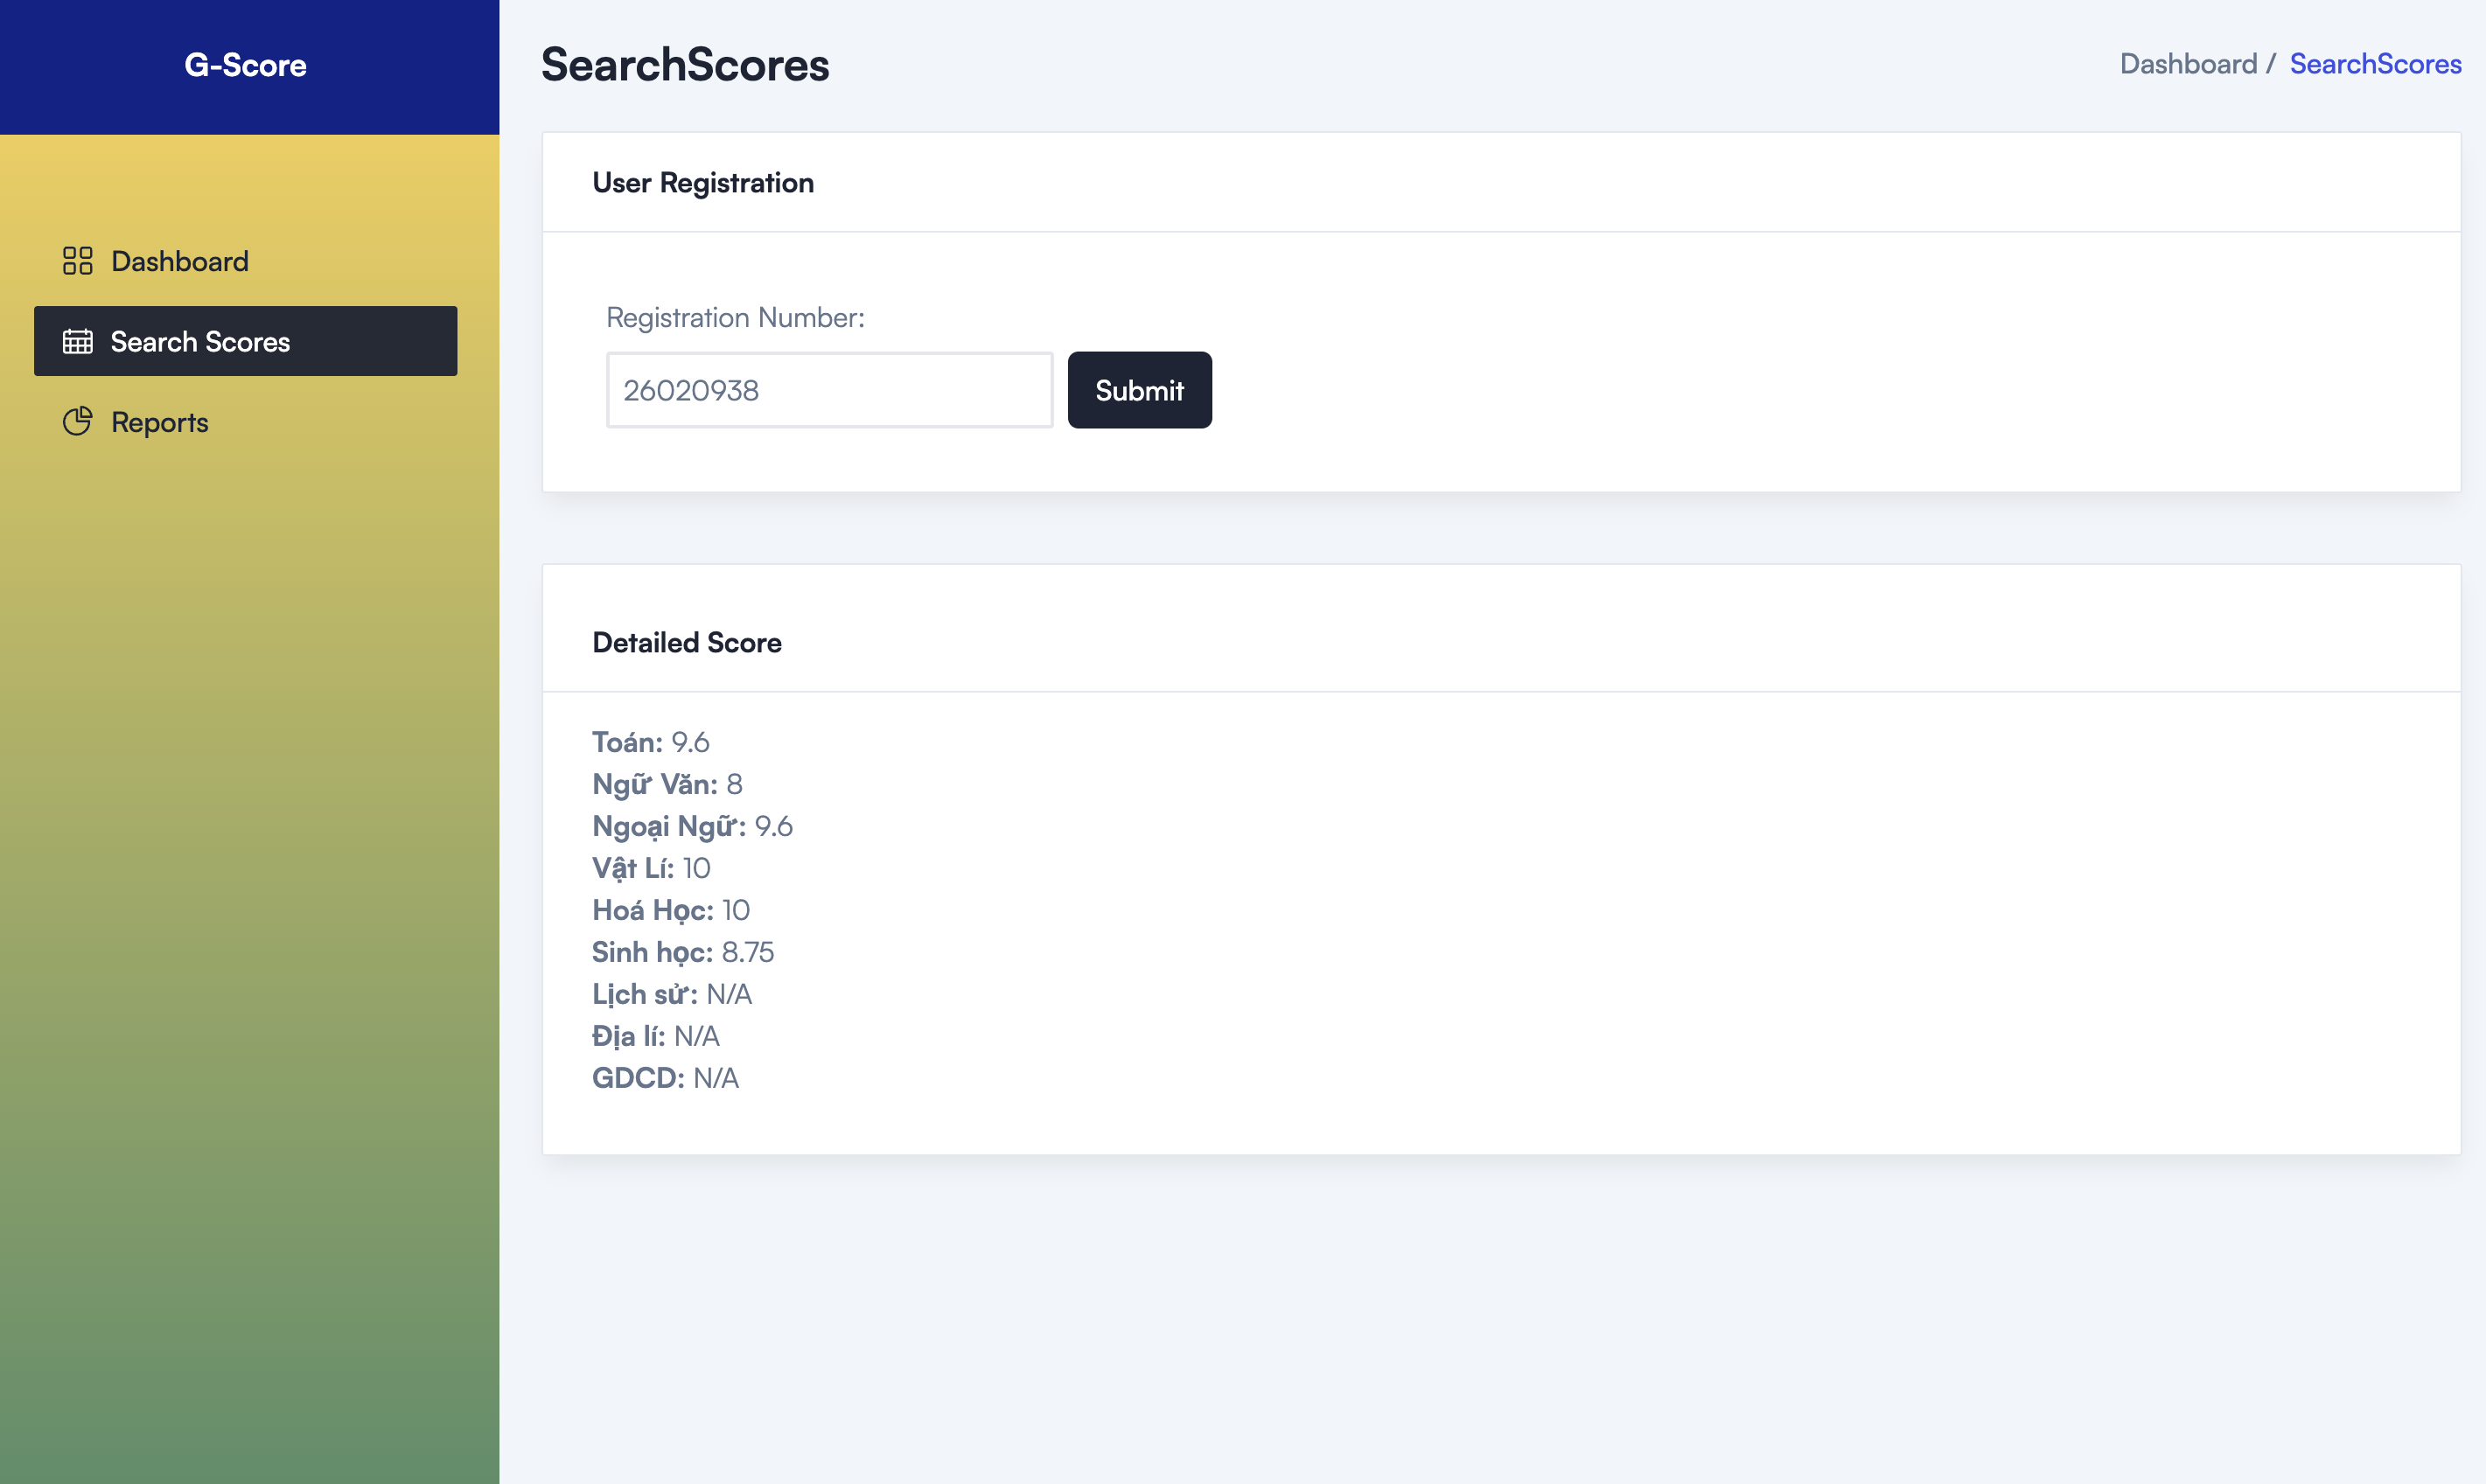 G-Score
Dashboard
Search Scores
Reports
SearchScores
Dashboard / SearchScores
User Registration
Registration Number:
26020938
Submit
Detailed Score
Toán: 9.6
Ngữ Văn: 8
Ngoại Ngữ: 9.6
Vật Lí: 10
Hoá Học: 10
Sinh học: 8.75
Lịch sử: N/A
Địa lí: N/A
GDCD: N/A